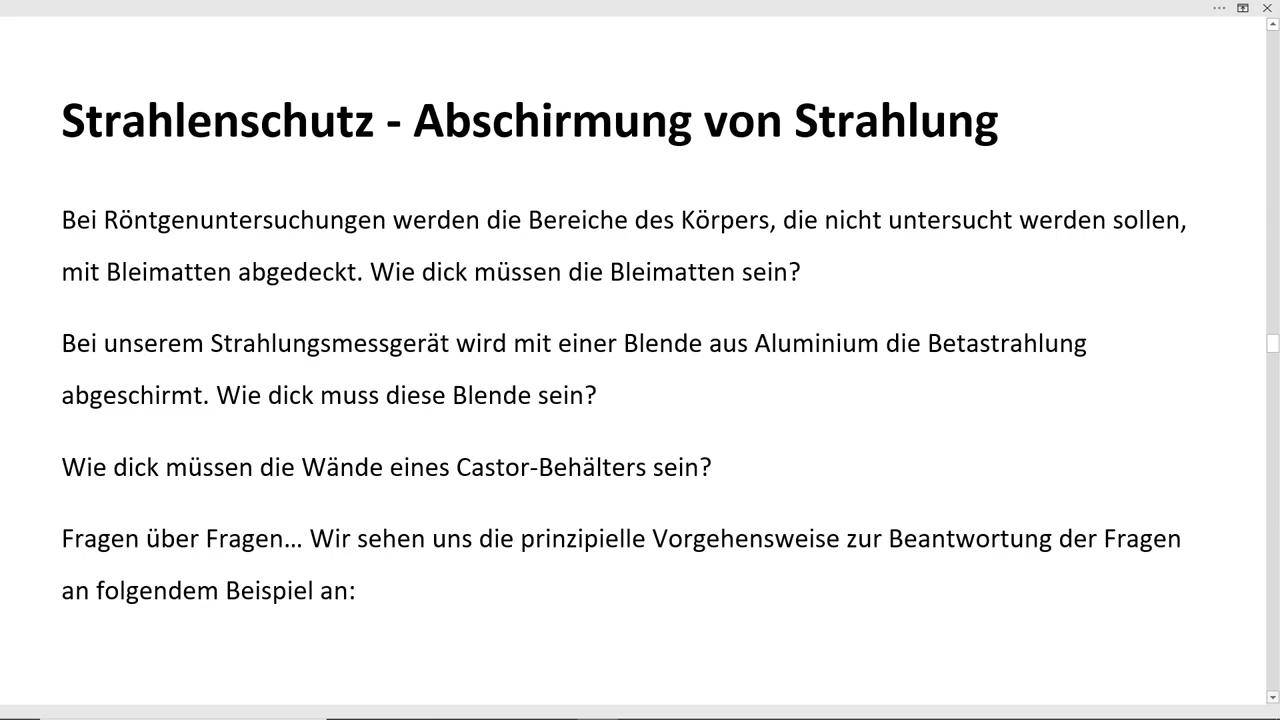 Strahlenschutz - Abschirmung von Strahlung
Bei Röntgenuntersuchungen werden die Bereiche des Körpers, die nicht untersucht werden sollen,
mit Bleimatten abgedeckt. Wie dick müssen die Bleimatten sein?
Bei unserem Strahlungsmessgerät wird mit einer Blende aus Aluminium die Betastrahlung
abgeschirmt. Wie dick muss diese Blende sein?
Wie dick müssen die Wände eines Castor-Behälters sein?
Fragen über Fragen... Wir sehen uns die prinzipielle Vorgehensweise zur Beantwortung der Fragen
an folgendem Beispiel an: